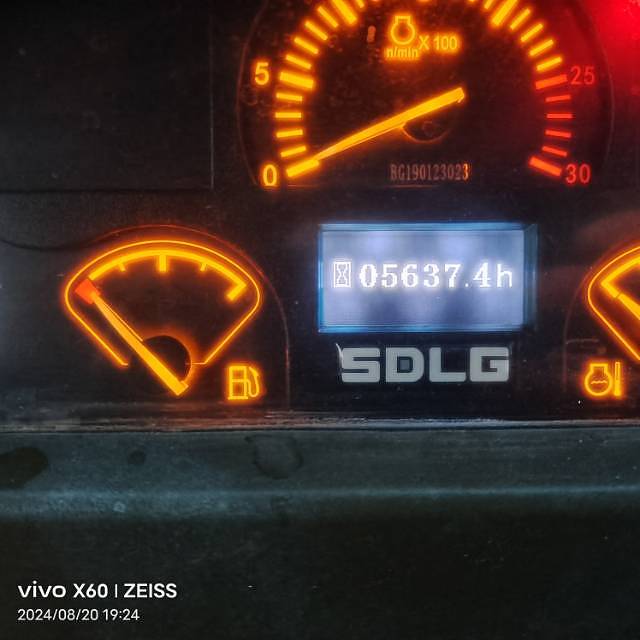 n/min X 100
5
25
0
30
BG190123023
05637.4h
SDLG
vivo X60 | ZEISS
2024/08/20 19:24